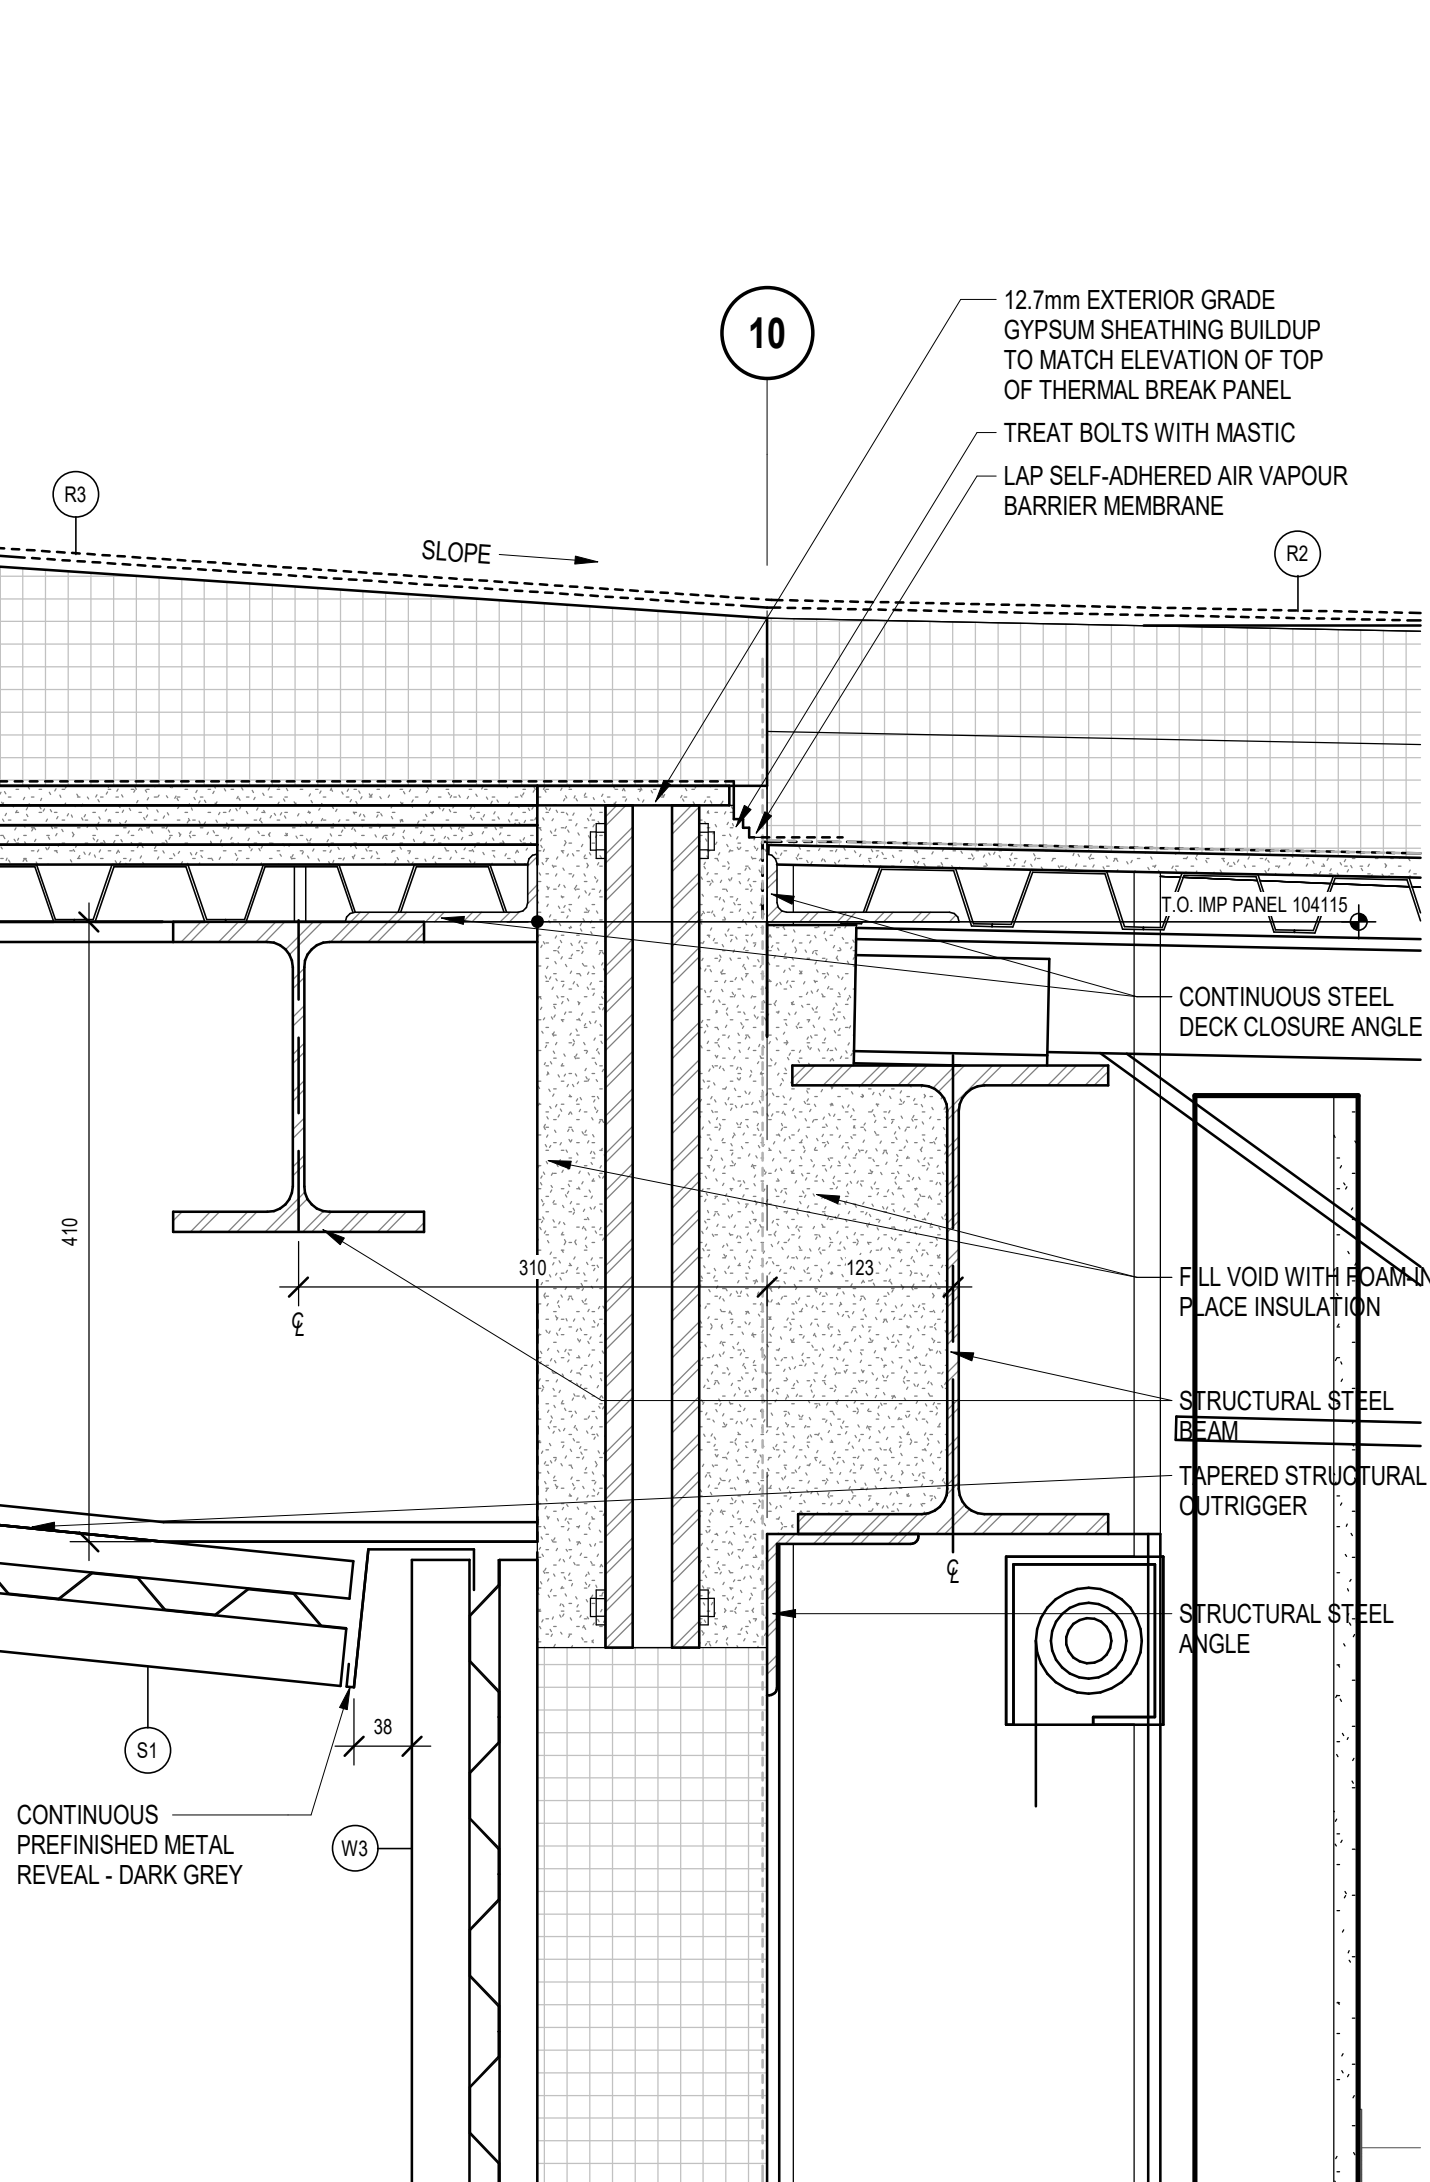 12.7mm EXTERIOR GRADE
GYPSUM SHEATHING BUILDUP
TO MATCH ELEVATION OF TOP
OF THERMAL BREAK PANEL
10
TREAT BOLTS WITH MASTIC
LAP SELF-ADHERED AIR VAPOUR
BARRIER MEMBRANE
R3
SLOPE
R2
T.O. IMP PANEL 104115
CONTINUOUS STEEL
DECK CLOSURE ANGLE
410
310
123
FILL VOID WITH FOAM-IN
PLACE INSULATION
STRUCTURAL STEEL
BEAM
TAPERED STRUCTURAL
OUTRIGGER
STRUCTURAL STEEL
ANGLE
38
S1
CONTINUOUS
PREFINISHED METAL
REVEAL - DARK GREY
W3